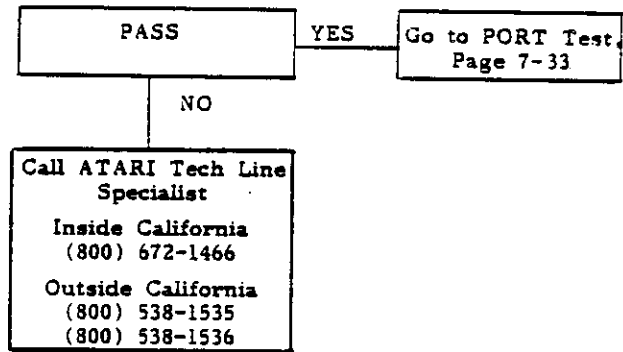 PASS
YES
Go to PORT Test,
Page 7-33
NO
Call ATARI Tech Line
Specialist
Inside California
(800) 672-1466
Outside California
(800) 538-1535
(800) 538-1536